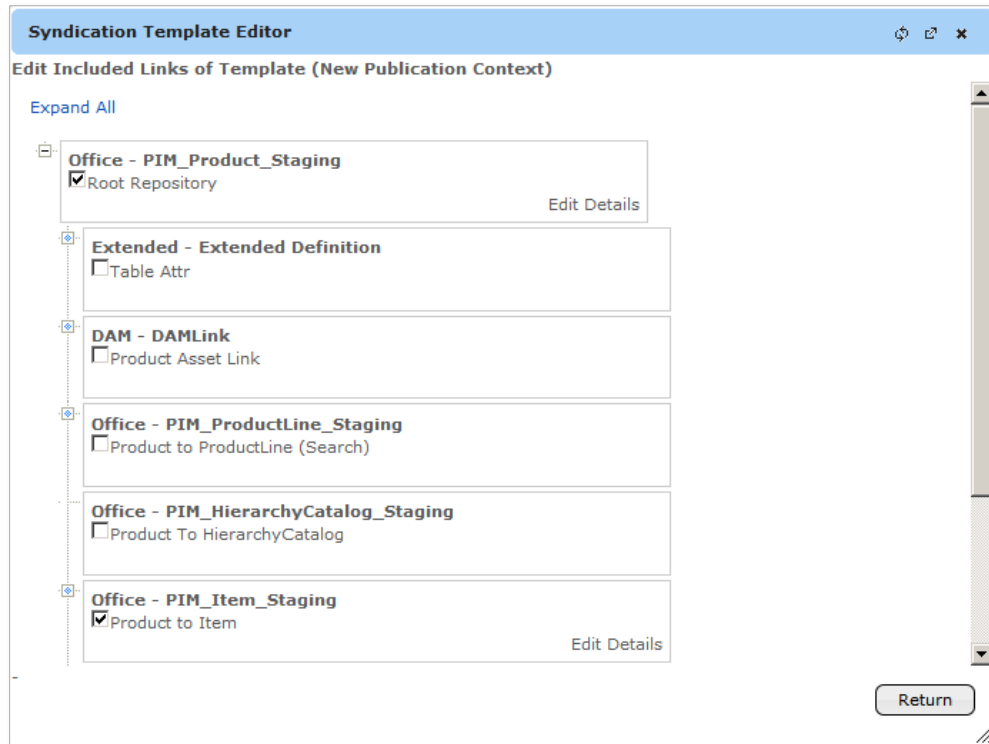 Syndication Template Editor
Edit Included Links of Template (New Publication Context)
Expand All
Office - PIM_Product_Staging
Root Repository
Edit Details
Extended - Extended Definition
Table Attr
DAM - DAMLink
Product Asset Link
Office - PIM_ProductLine_Staging
Product to ProductLine (Search)
Office - PIM_HierarchyCatalog_Staging
Product To HierarchyCatalog
Office - PIM_Item_Staging
Product to Item
Edit Details
-
Return